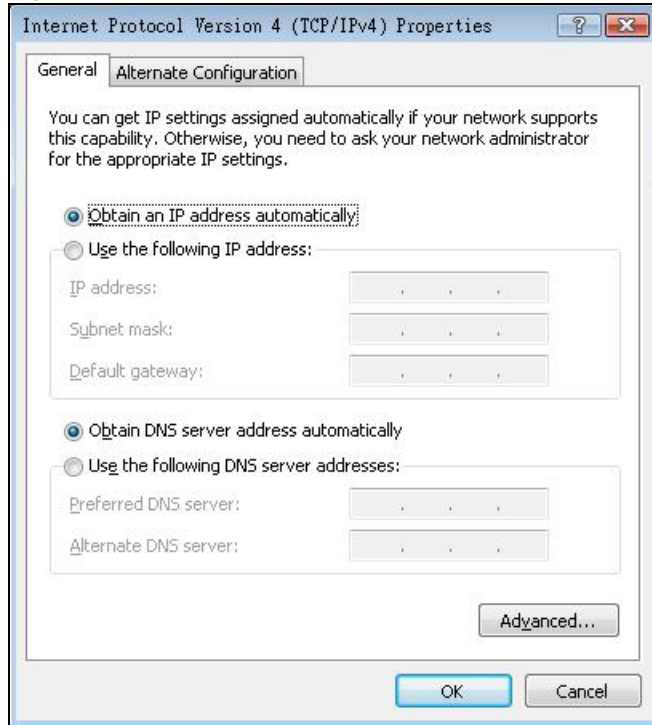 Internet Protocol Version 4 (TCP/IPv4) Properties
General
Alternate Configuration
You can get IP settings assigned automatically if your network supports
this capability. Otherwise, you need to ask your network administrator
for the appropriate IP settings.
Obtain an IP address automatically
Use the following IP address:
IP address:
Subnet mask:
Default gateway:
Obtain DNS server address automatically
Use the following DNS server addresses:
Preferred DNS server:
Alternate DNS server:
Advanced...
OK
Cancel